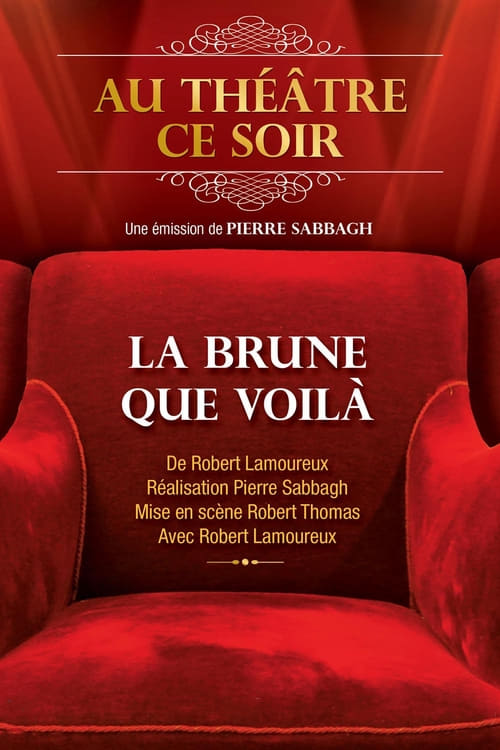 AU THÉÂTRE
CE SOIR
Une émission de PIERRE SABBAGH
LA BRUNE
QUE VOILÀ
De Robert Lamoureux
Réalisation Pierre Sabbagh
Mise en scène Robert Thomas
Avec Robert Lamoureux